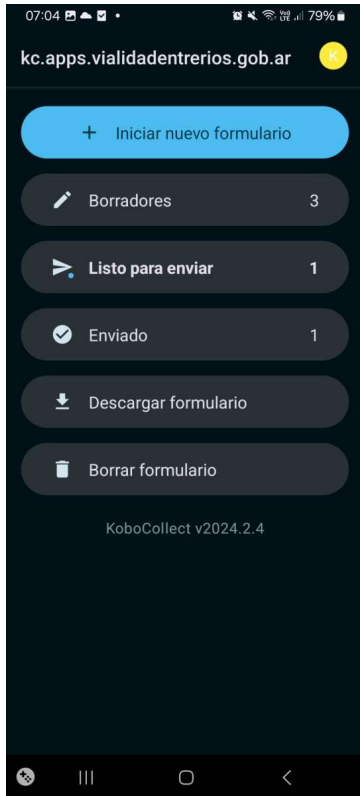 07:04 79%
kc.apps.vialidadentrerios.gob.ar K
+ Iniciar nuevo formulario
Borradores 3
Listo para enviar 1
Enviado 1
Descargar formulario
Borrar formulario
KoboCollect v2024.2.4